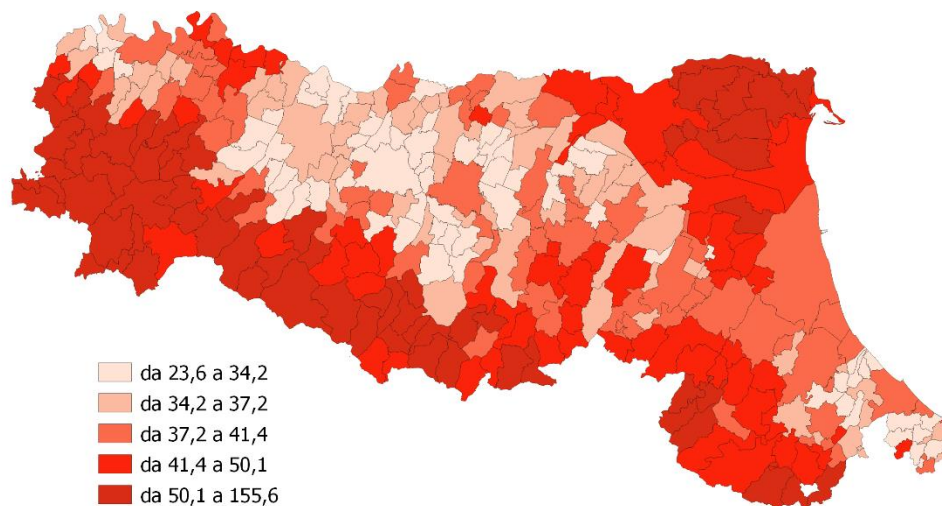 da 23,6 a 34,2
da 34,2 a 37,2
da 37,2 a 41,4
da 41,4 a 50,1
da 50,1 a 155,6